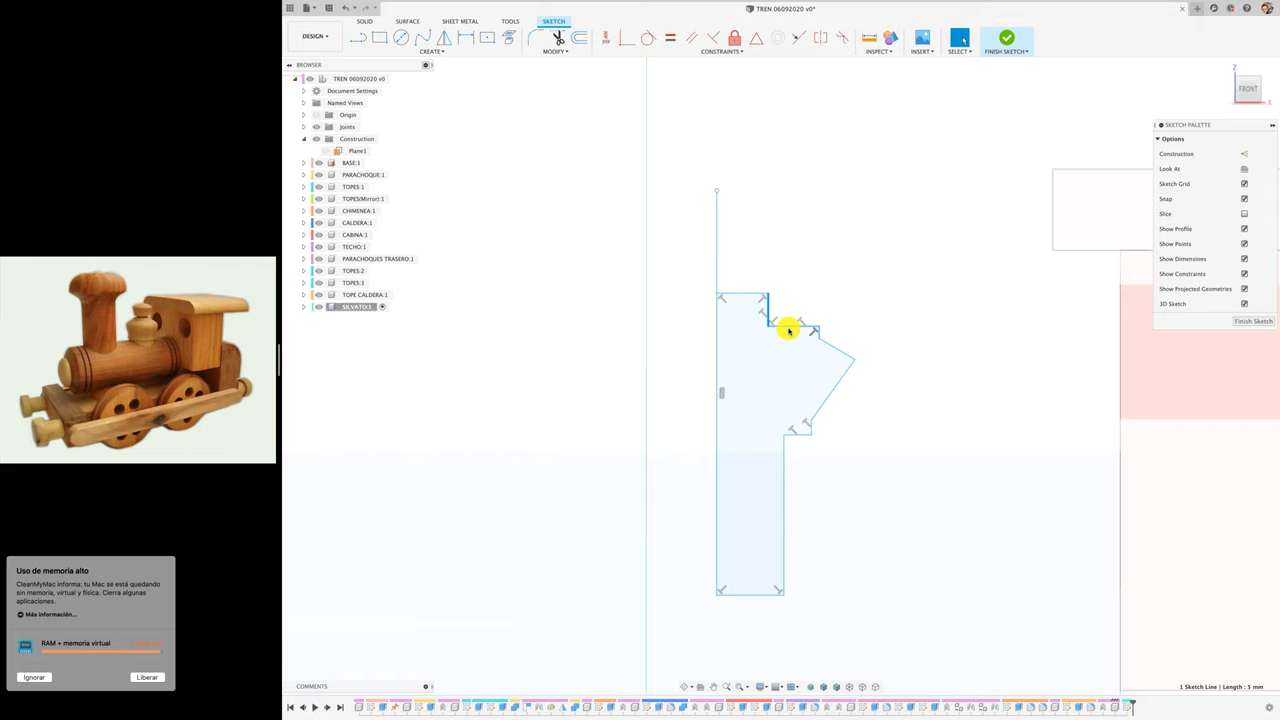 TREN 06092020 v0*
DESIGN
SOLID
SURFACE
SHEET METAL
TOOLS
SKETCH
CREATE
MODIFY
CONSTRAINTS
INSPECT
INSERT
SELECT
FINISH SKETCH
BROWSER
TREN 06092020 v0
Document Settings
Named Views
Origin
Joints
Construction
Plane1
BASE:1
PARACHOQUE:1
TOPES:1
TOPES(Mirror):1
CHIMENEA:1
CALDERA:1
CABINA:1
TECHO:1
PARACHOQUES TRASERO:1
TOPES:2
TOPES:3
TOPE CALDERA:1
SILVATO:1
Z
FRONT
X
SKETCH PALETTE
Options
Construction
Look At
Sketch Grid
Snap
Slice
Show Profile
Show Points
Show Dimensions
Show Constraints
Show Projected Geometries
3D Sketch
Finish Sketch
Uso de memoria alto
CleanMyMac informa: tu Mac se está quedando
sin memoria, virtual y física. Cierra algunas
aplicaciones.
Más información...
RAM + memoria virtual
Ignorar
Liberar
COMMENTS
1 Sketch Line | Length : 5 mm